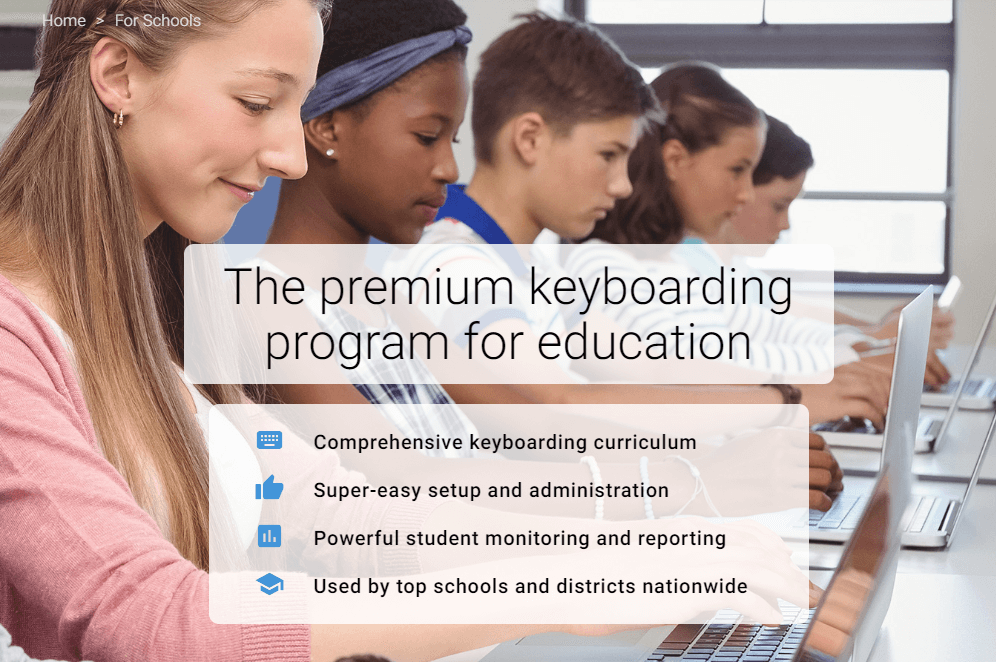 Home > For Schools
The premium keyboarding
program for education
Comprehensive keyboarding curriculum
Super-easy setup and administration
Powerful student monitoring and reporting
Used by top schools and districts nationwide